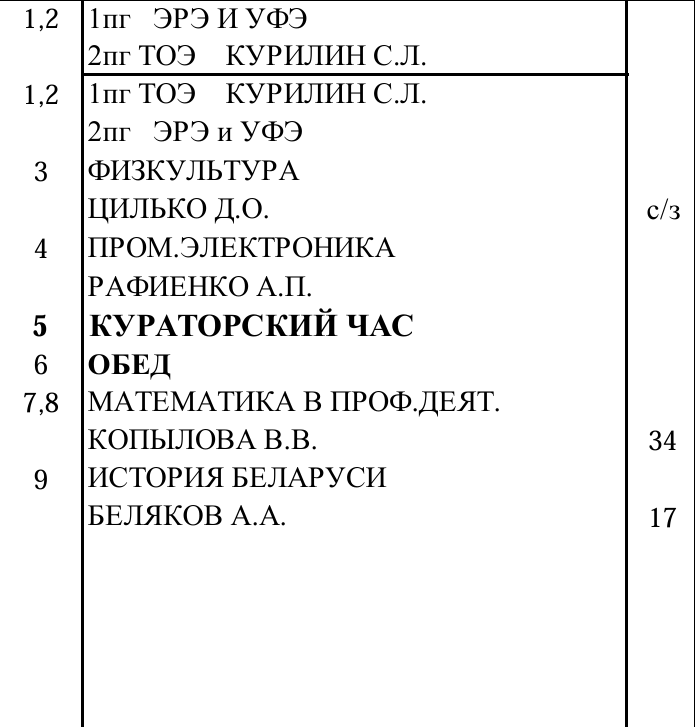 1,2 1пг ЭРЭ И УФЭ
2пг ТОЭ КУРИЛИН С.Л.
1,2 1пг ТОЭ КУРИЛИН С.Л.
2пг ЭРЭ и УФЭ
3 ФИЗКУЛЬТУРА
ЦИЛЬКО Д.О. с/з
4 ПРОМ.ЭЛЕКТРОНИКА
РАФИЕНКО А.П.
5 КУРАТОРСКИЙ ЧАС
6 ОБЕД
7,8 МАТЕМАТИКА В ПРОФ.ДЕЯТ.
КОПЫЛОВА В.В. 34
9 ИСТОРИЯ БЕЛАРУСИ
БЕЛЯКОВ А.А. 17